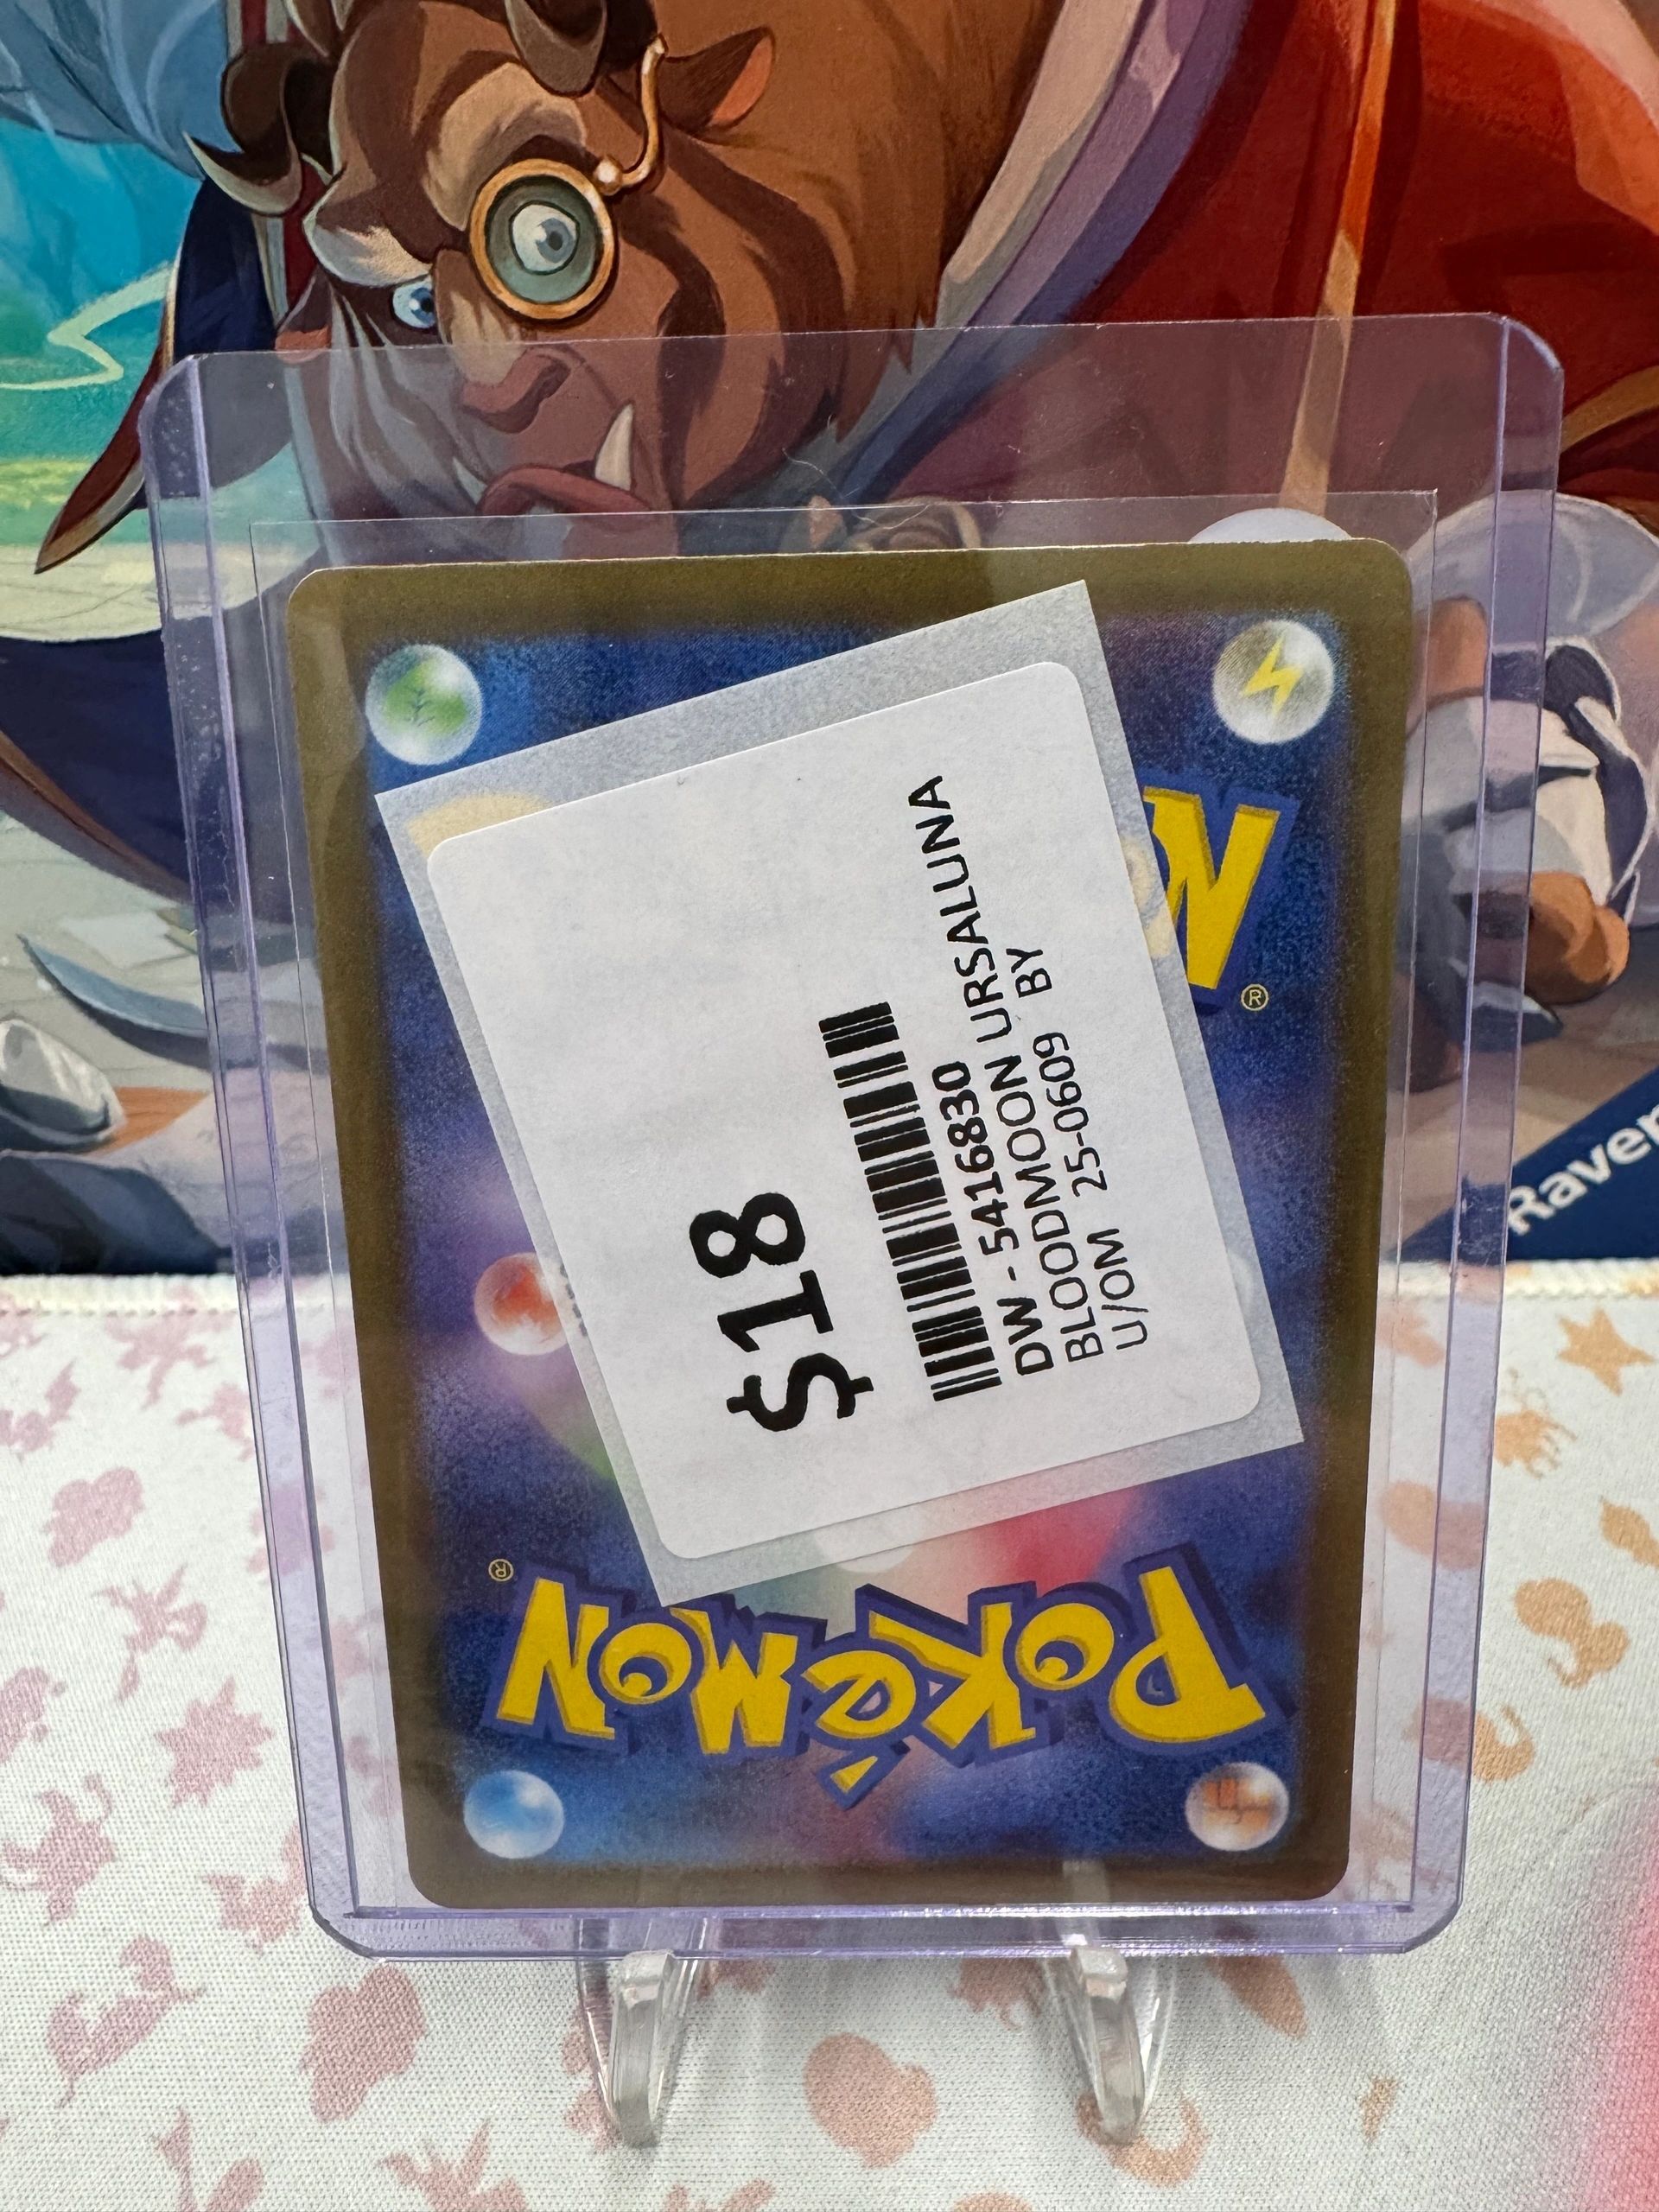 $18
DW - 5416830
BLOODMOON URSALUNA
U/OM 25-0609 BY
N
®
POKéMON
®
Raven